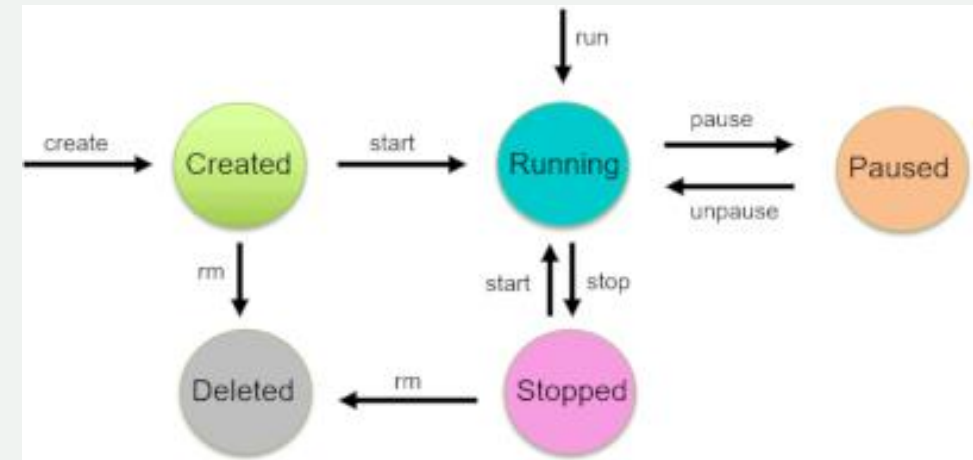 run
create
Created
start
Running
pause
unpause
Paused
rm
start
stop
Deleted
rm
Stopped